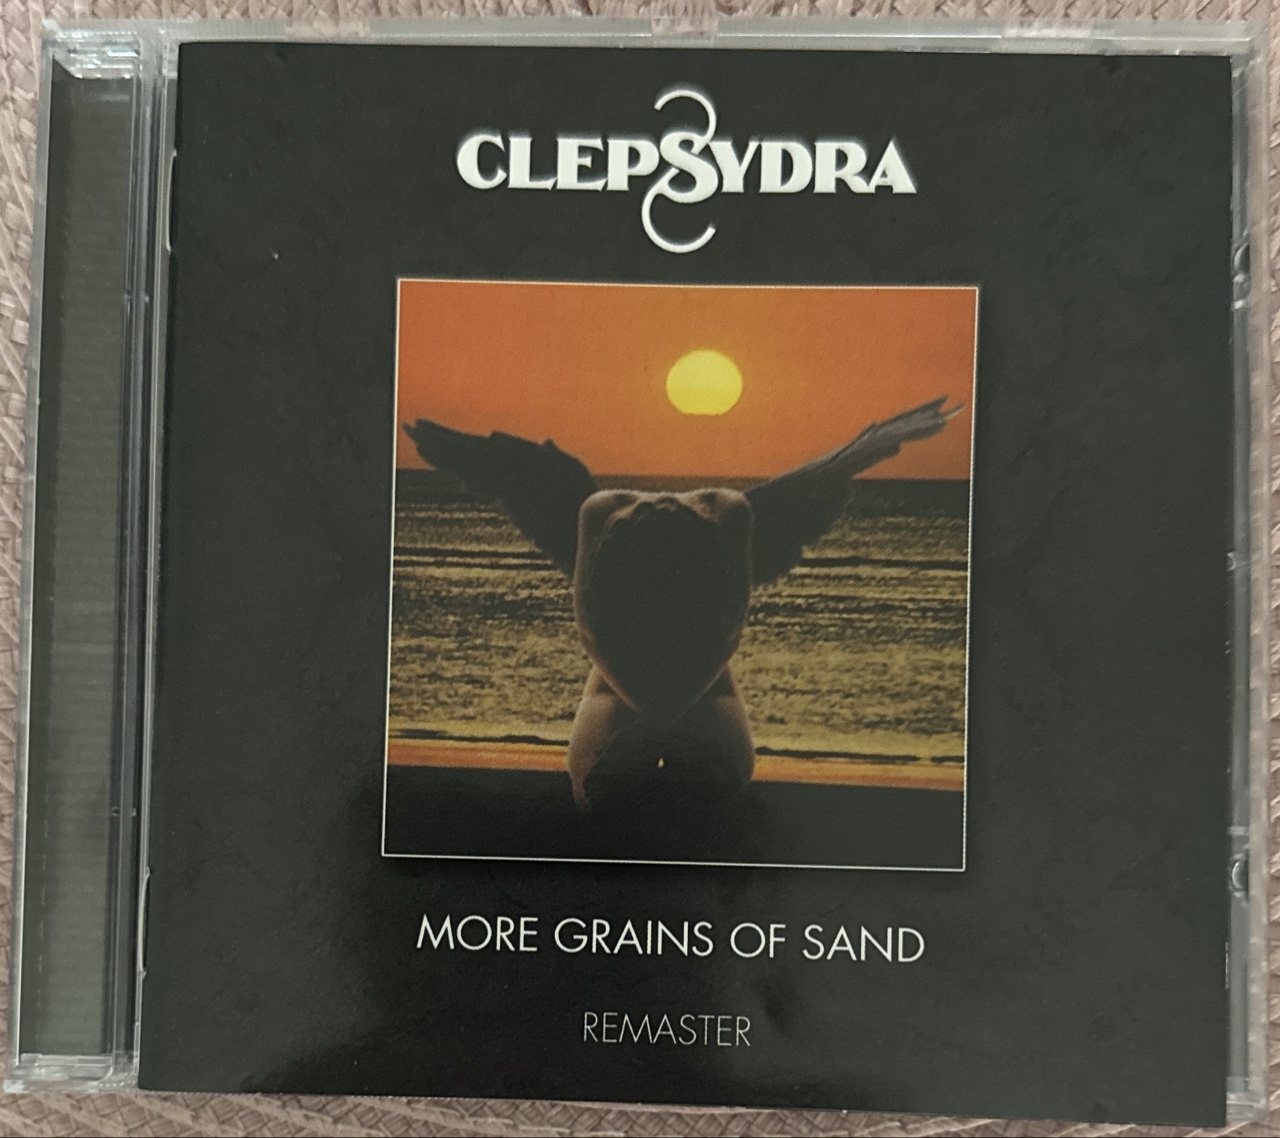 CLEPSYDRA
MORE GRAINS OF SAND
REMASTER